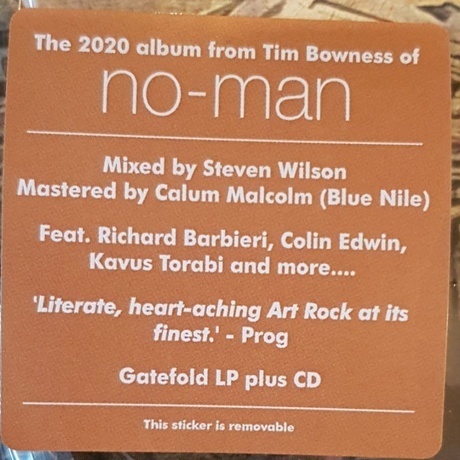 The 2020 album from Tim Bowness of
no-man
Mixed by Steven Wilson
Mastered by Calum Malcolm (Blue Nile)
Feat. Richard Barbieri, Colin Edwin,
Kavus Torabi and more....
'Literate, heart-aching Art Rock at its
finest.' - Prog
Gatefold LP plus CD
This sticker is removable